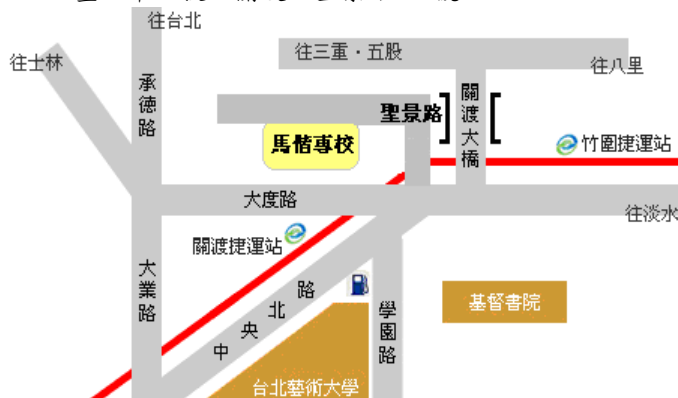 往台北
往士林
往三重・五股
往八里
承德路
聖景路
關渡大橋
馬偕專校
竹圍捷運站
大度路
往淡水
關渡捷運站
大業路
中央北路
學園路
基督書院
台北藝術大學